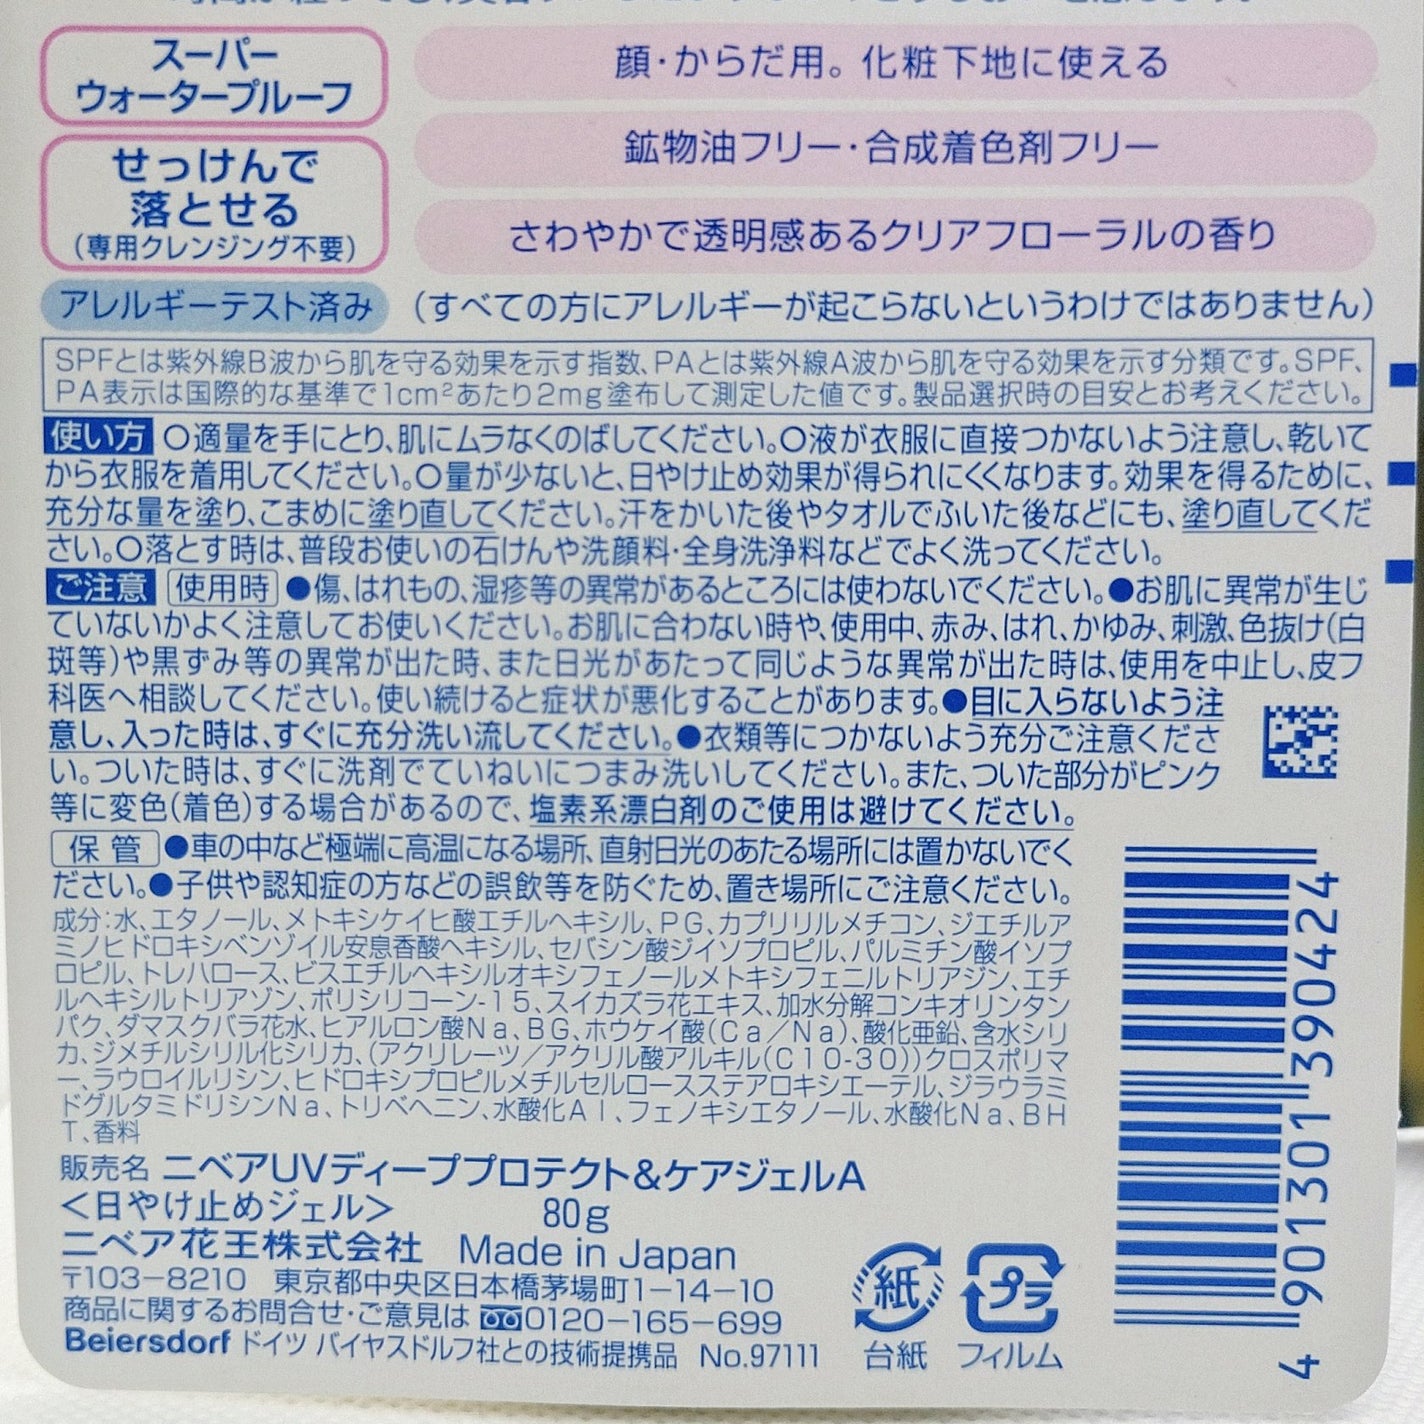 スーパー
ウォータープルーフ
せっけんで
落とせる
(専用クレンジング不要)
顔・からだ用。化粧下地に使える
鉱物油フリー・合成着色剤フリー
さわやかで透明感あるクリアフローラルの香り
アレルギーテスト済み (すべての方にアレルギーが起こらないというわけではありません)
SPFとは紫外線B波から肌を守る効果を示す指数、PAとは紫外線A波から肌を守る効果を示す分類です。SPF、
PA表示は国際的な基準で1cm²あたり2mg塗布して測定した値です。製品選択時の目安とお考えください。
使い方 ○適量を手にとり、肌にムラなくのばしてください。○液が衣服に直接つかないよう注意し、乾いて
から衣服を着用してください。○量が少ないと、日やけ止め効果が得られにくくなります。効果を得るために、
充分な量を塗り、こまめに塗り直してください。汗をかいた後やタオルでふいた後などにも、塗り直してくだ
さい。○落とす時は、普段お使いの石けんや洗顔料・全身洗浄料などでよく洗ってください。
ご注意 使用時 ●傷、はれもの、湿疹等の異常があるところには使わないでください。●お肌に異常が生じ
ていないかよく注意してお使いください。お肌に合わない時や、使用中、赤み、はれ、かゆみ、刺激、色抜け(白
斑等)や黒ずみ等の異常が出た時、また日光があたって同じような異常が出た時は、使用を中止し、皮フ
科医へ相談してください。使い続けると症状が悪化することがあります。●目に入らないよう注
意し、入った時は、すぐに充分洗い流してください。●衣類等につかないよう充分ご注意くださ
い。ついた時は、すぐに洗剤でていねいにつまみ洗いしてください。また、ついた部分がピンク
等に変色(着色)する場合があるので、塩素系漂白剤のご使用は避けてください。
保管 ●車の中など極端に高温になる場所、直射日光のあたる場所には置かないでく
ださい。●子供や認知症の方などの誤飲等を防ぐため、置き場所にご注意ください。
成分:水、エタノール、メトキシケイヒ酸エチルヘキシル、PG、カプリリルメチコン、ジエチルア
ミノヒドロキシベンゾイル安息香酸ヘキシル、セバシン酸ジイソプロピル、パルミチン酸イソプ
ロピル、トレハロース、ビスエチルヘキシルオキシフェノールメトキシフェニルトリアジン、エチ
ルヘキシルトリアゾン、ポリシリコーン-15、スイカズラ花エキス、加水分解コンキオリンタン
パク、ダマスクバラ花水、ヒアルロン酸Na、BG、ホウケイ酸(Ca/Na)、酸化亜鉛、含水シリ
カ、ジメチルシリル化シリカ、(アクリレーツ/アクリル酸アルキル(C10-30))クロスポリマ
ー、ラウロイルリシン、ヒドロキシプロピルメチルセルロースステアロキシエーテル、ジラウラミ
ドグルタミドリシンNa、トリベヘニン、水酸化Al、フェノキシエタノール、水酸化Na、BH
T、香料
販売名 ニベアUVディーププロテクト&ケアジェルA
<日やけ止めジェル> 80g
ニベア花王株式会社 Made in Japan
〒103-8210 東京都中央区日本橋茅場町1-14-10
商品に関するお問合せ・ご意見は 0120-165-699
Beiersdorf ドイツ バイヤスドルフ社との技術提携品 No.97111
紙
台紙
プラ
フィルム
4 901301 390424